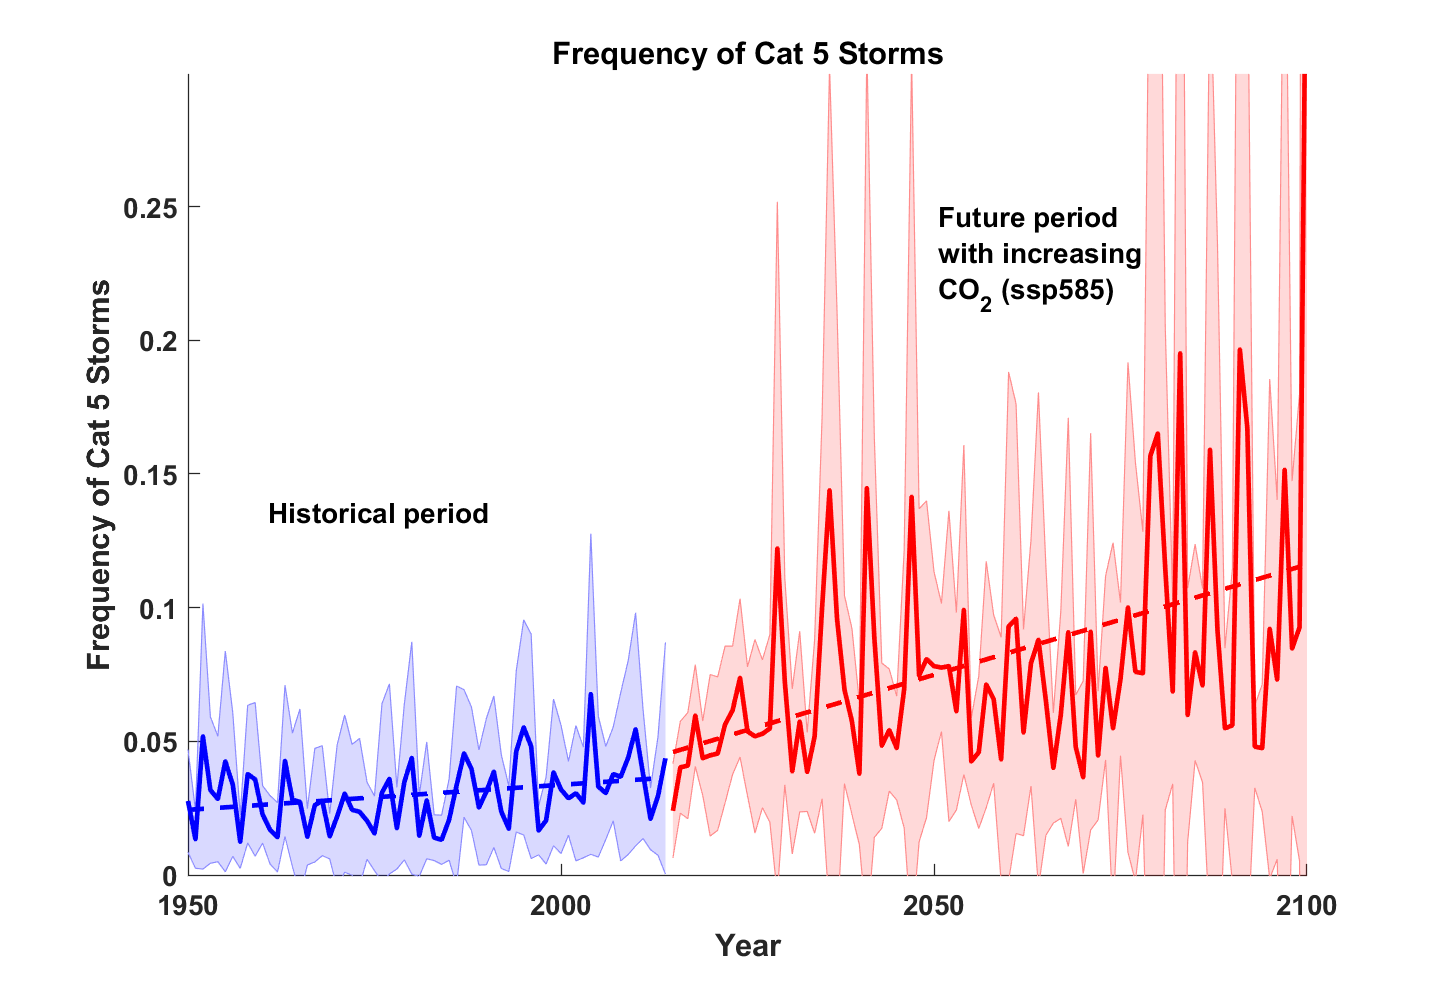 Frequency of Cat 5 Storms
Frequency of Cat 5 Storms
0.25
0.2
0.15
0.1
0.05
0
Future period
with increasing
CO₂ (ssp585)
Historical period
1950
2000
2050
2100
Year